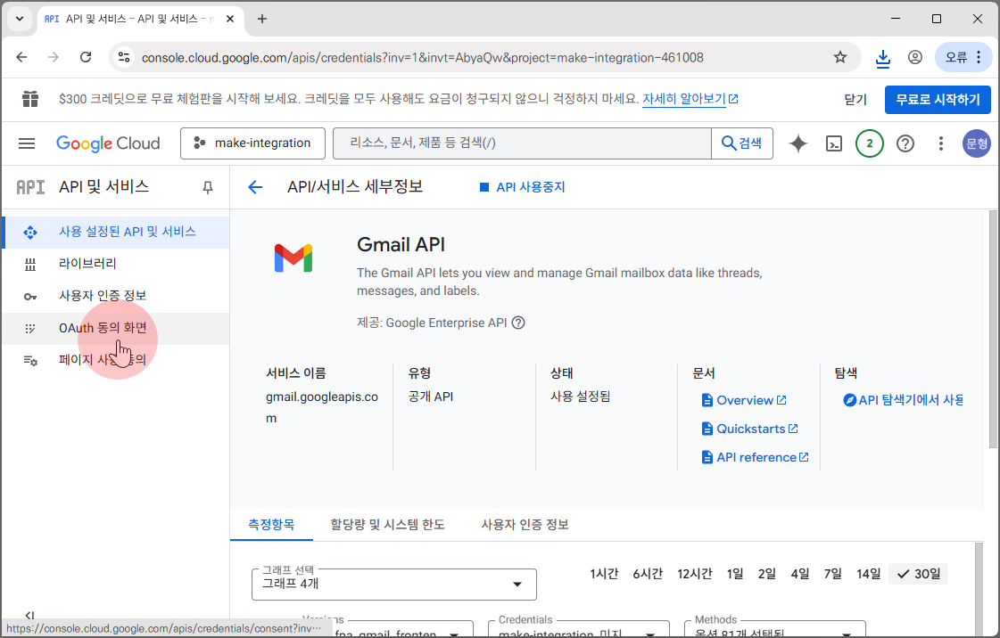 API API 및 서비스 – API 및 서비스 –
console.cloud.google.com/apis/credentials?inv=1&invt=AbyaQw&project=make-integration-461008
오류
$300 크레딧으로 무료 체험판을 시작해 보세요. 크레딧을 모두 사용해도 요금이 청구되지 않으니 걱정하지 마세요. 자세히 알아보기
닫기
무료로 시작하기
Google Cloud
make-integration
리소스, 문서, 제품 등 검색(/)
검색
2
문형
API API 및 서비스
API/서비스 세부정보
API 사용중지
사용 설정된 API 및 서비스
라이브러리
사용자 인증 정보
OAuth 동의 화면
페이지 사용 동의
Gmail API
The Gmail API lets you view and manage Gmail mailbox data like threads,
messages, and labels.
제공: Google Enterprise API
서비스 이름
gmail.googleapis.co
m
유형
공개 API
상태
사용 설정됨
문서
Overview
Quickstarts
API reference
탐색
API 탐색기에서 사용
측정항목
할당량 및 시스템 한도
사용자 인증 정보
그래프 선택
그래프 4개
1시간 6시간 12시간 1일 2일 4일 7일 14일 30일
Versions
Credentials
make-integration
Methods
옵션 81개 선택됨
https://console.cloud.google.com/apis/credentials/consent?inv…